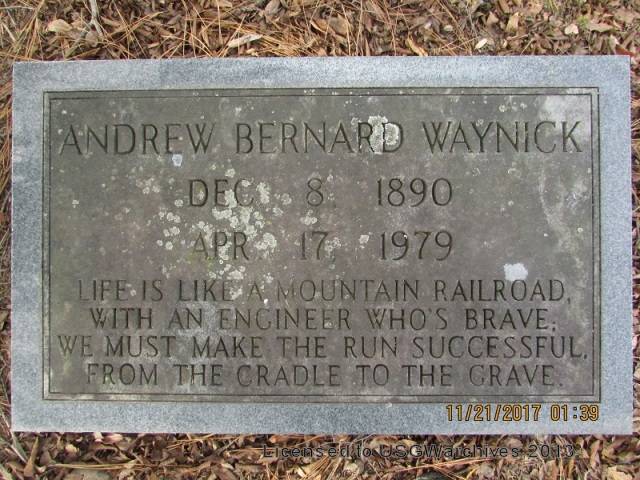 ANDREW BERNARD WAYNICK
DEC 8, 1890
APR 17, 1979
LIFE IS LIKE A MOUNTAIN RAILROAD,
WITH AN ENGINEER WHO'S BRAVE;
WE MUST MAKE THE RUN SUCCESSFUL,
FROM THE CRADLE TO THE GRAVE.
11/21/2017 01:39
Licensed to USGWarchives 2013